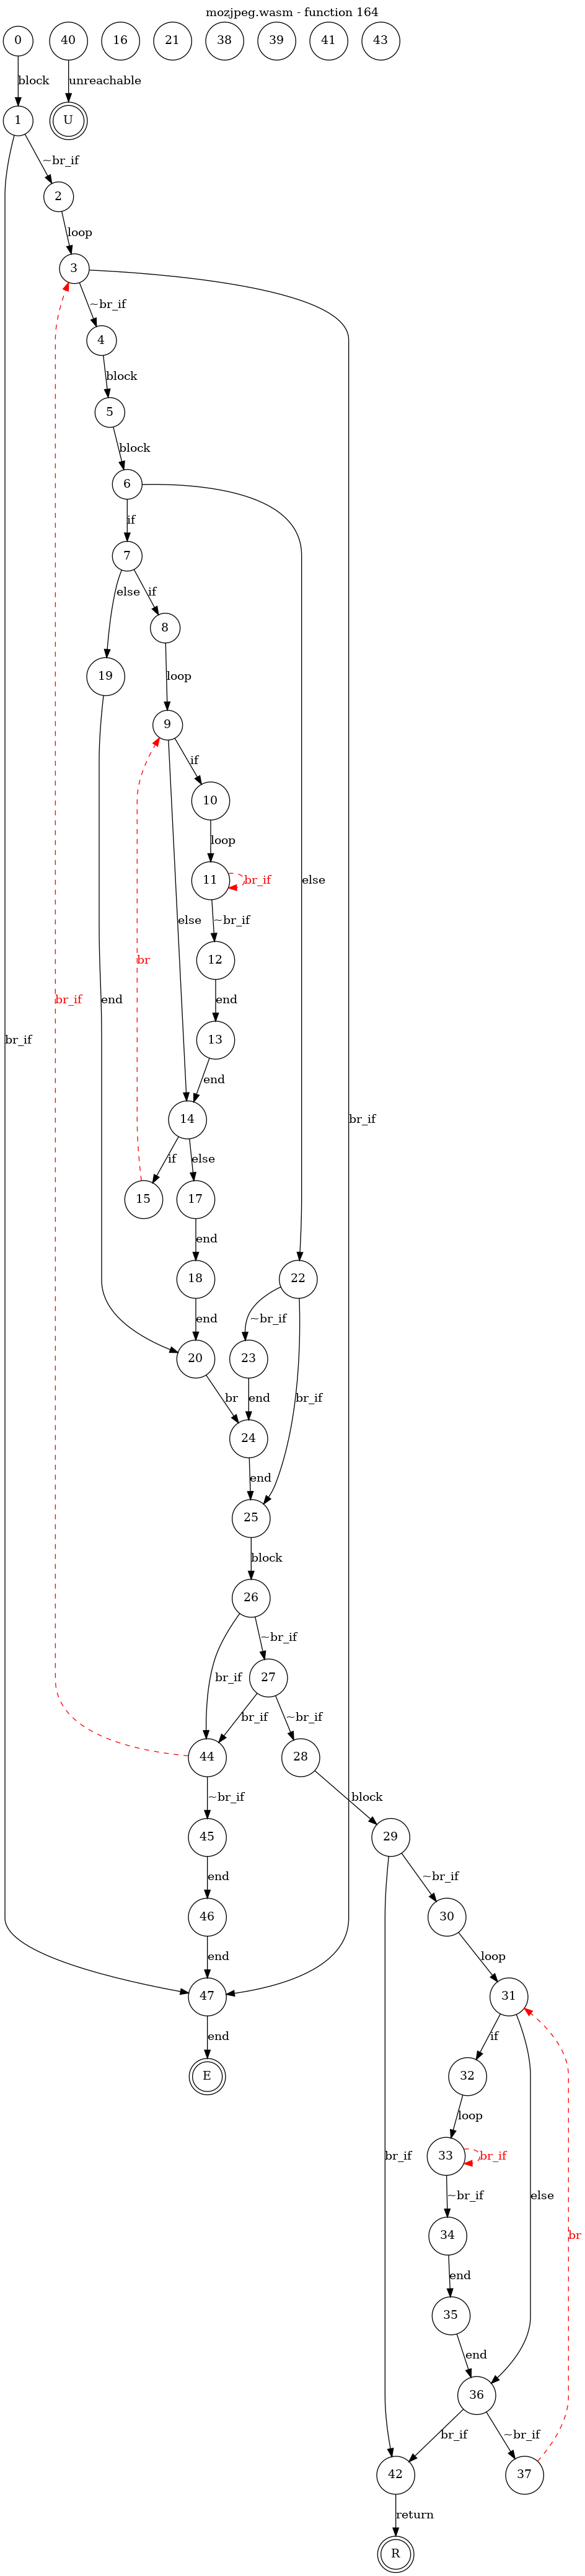 mozjpeg.wasm - function 164
0 40 16 21 38 39 41 43
block unreachable
1 U
~br_if
2
loop
3
~br_if
4
block
5
block
6
if
7
else if
8
19 loop
9
if
10
loop
11 br_if else
else ~br_if
12
br_if br end end
13
br_if end
14 br_if
if else
15 17
end
18 22
end ~br_if
20 23 br_if
br end
24
end
25
block
26
~br_if
br_if 27
br_if ~br_if
44 28
~br_if block
45 29
end ~br_if
46 30
end loop
47 31
end if
E 32
loop
br_if 33 br_if
~br_if else
34 br
end
35
end
36
br_if ~br_if
42 37
return
R